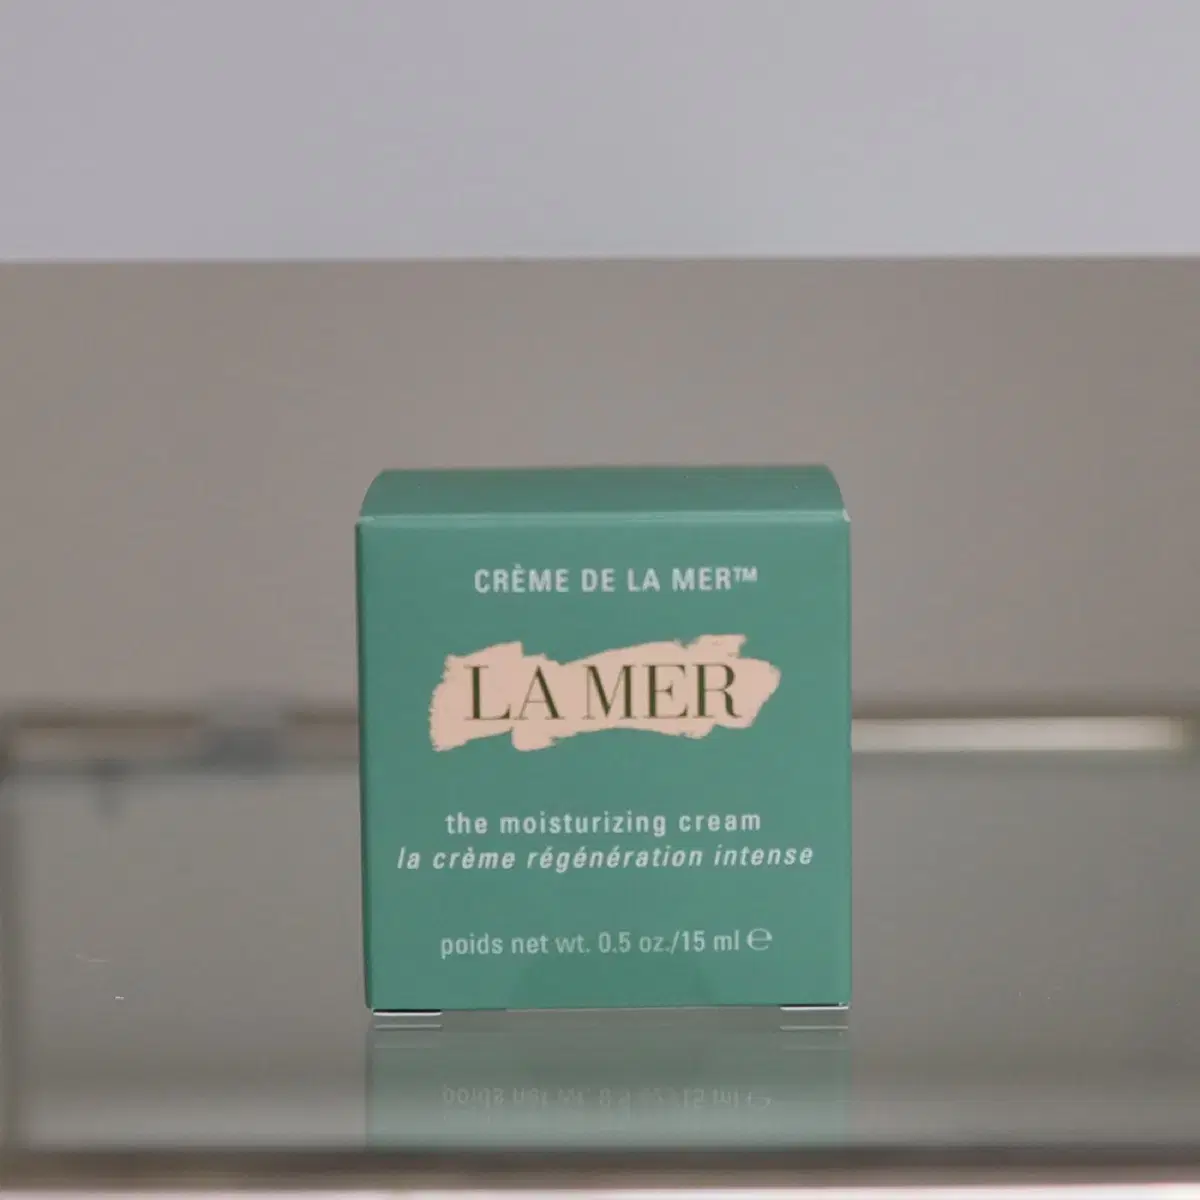 CRÈME DE LA MER™
LA MER
the moisturizing cream
la crème régénération intense
poids net wt. 0.5 oz./15 ml ℮